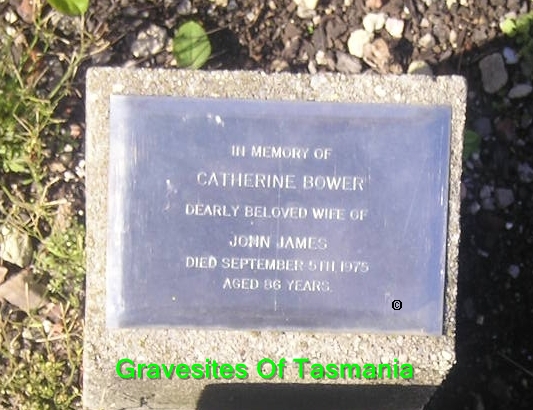 IN MEMORY OF
CATHERINE BOWER
DEARLY BELOVED WIFE OF
JOHN JAMES
DIED SEPTEMBER 5TH 1975
AGED 86 YEARS.
©
Gravesites Of Tasmania